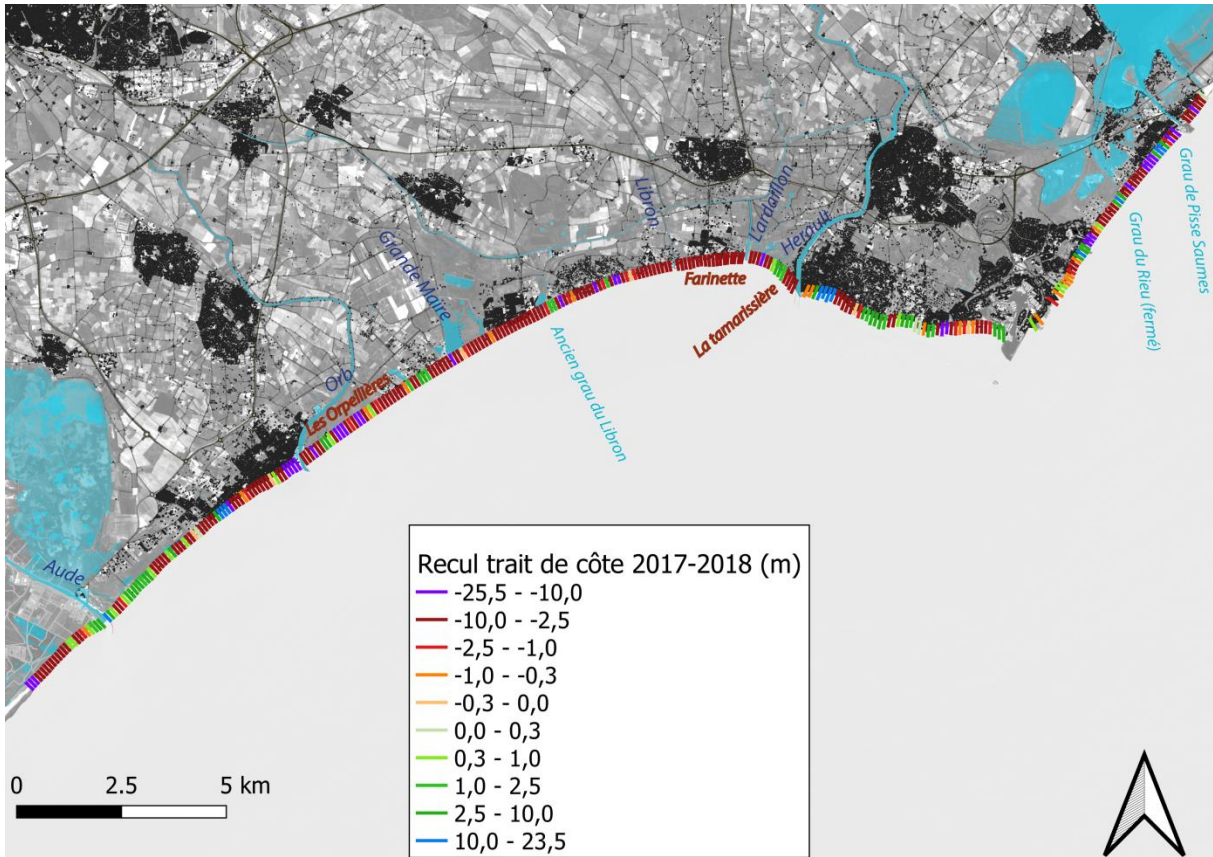 Grau de Pisse Saumes
Libron
L'ardaillon
Herault
Grande Maïre
Farinette
Grau du Rieu (fermé)
La tamarissière
Ancien grau du Libron
Orb
Les Orpellières
Aude
Recul trait de côte 2017-2018 (m)
-25,5 - -10,0
-10,0 - -2,5
-2,5 - -1,0
-1,0 - -0,3
-0,3 - 0,0
0,0 - 0,3
0,3 - 1,0
1,0 - 2,5
2,5 - 10,0
10,0 - 23,5
0 2.5 5 km